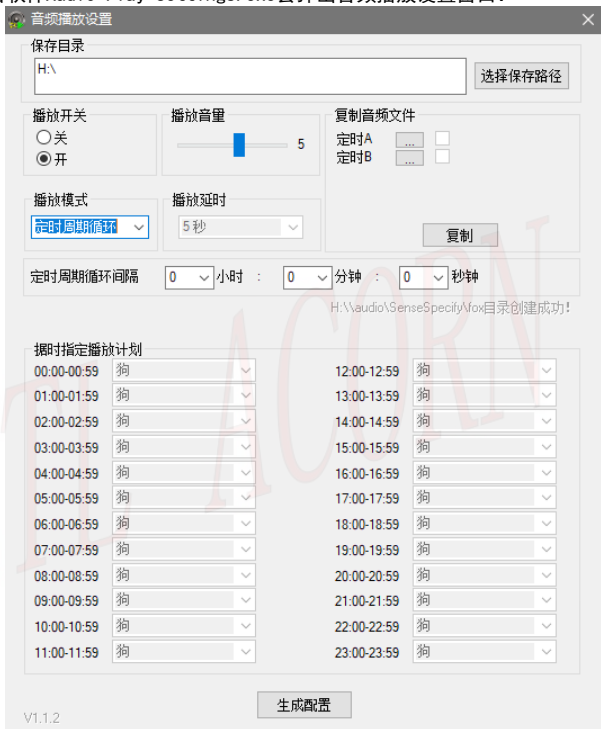 音频播放设置
保存目录
H:\
选择保存路径
播放开关
关
开
播放音量
5
复制音频文件
定时A ...
定时B ...
复制
播放模式
定时周期循环
播放延时
5秒
定时周期循环间隔 0 小时 : 0 分钟 : 0 秒钟
H:\\audio\SenseSpecify\fox目录创建成功!
据时指定播放计划
00:00-00:59 狗 12:00-12:59 狗
01:00-01:59 狗 13:00-13:59 狗
02:00-02:59 狗 14:00-14:59 狗
03:00-03:59 狗 15:00-15:59 狗
04:00-04:59 狗 16:00-16:59 狗
05:00-05:59 狗 17:00-17:59 狗
06:00-06:59 狗 18:00-18:59 狗
07:00-07:59 狗 19:00-19:59 狗
08:00-08:59 狗 20:00-20:59 狗
09:00-09:59 狗 21:00-21:59 狗
10:00-10:59 狗 22:00-22:59 狗
11:00-11:59 狗 23:00-23:59 狗
生成配置
V1.1.2
TL ACORN